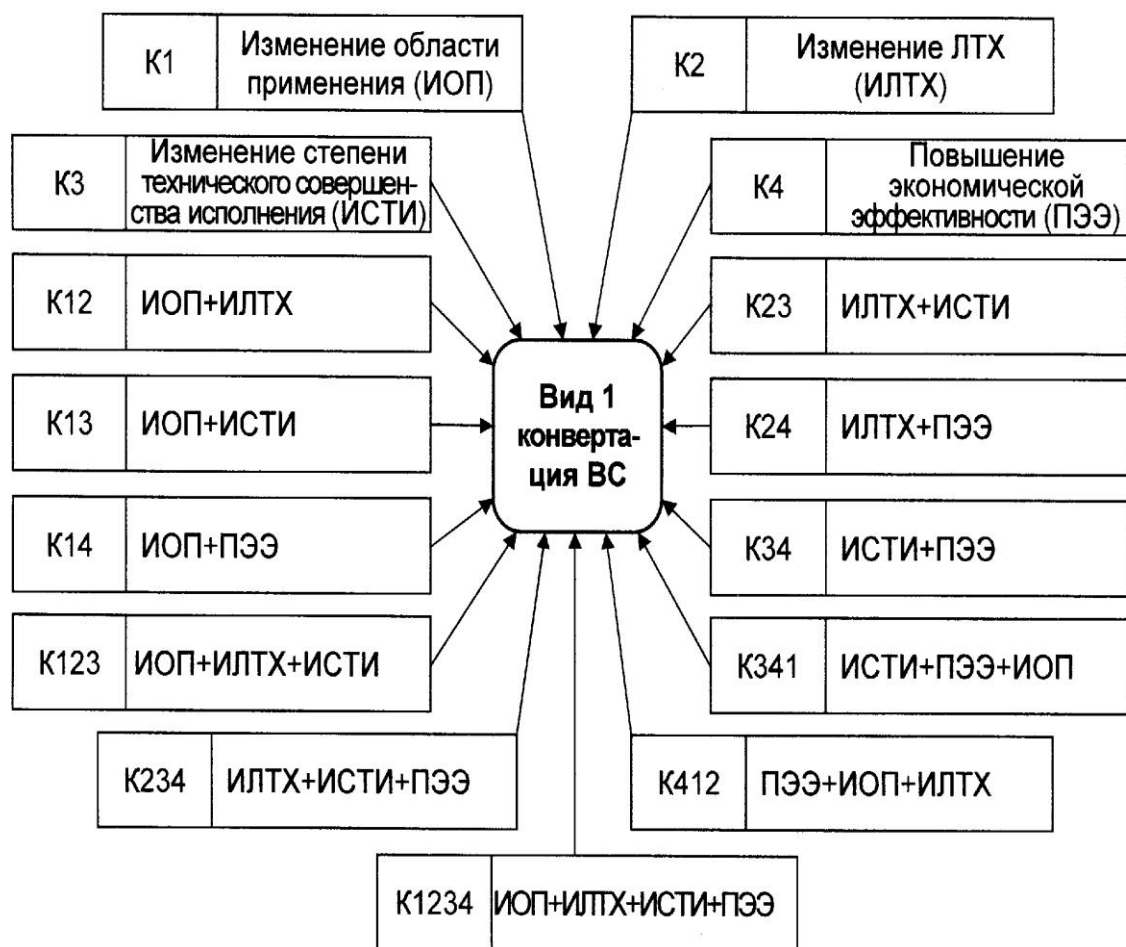 К1
Изменение области
применения (ИОП)
К2
Изменение ЛТХ
(ИЛТХ)
К3
Изменение степени
технического совершен-
ства исполнения (ИСТИ)
К4
Повышение
экономической
эффективности (ПЭЭ)
К12
ИОП+ИЛТХ
К23
ИЛТХ+ИСТИ
К13
ИОП+ИСТИ
Вид 1
конверта-
ция ВС
К24
ИЛТХ+ПЭЭ
К14
ИОП+ПЭЭ
К34
ИСТИ+ПЭЭ
К123
ИОП+ИЛТХ+ИСТИ
К341
ИСТИ+ПЭЭ+ИОП
К234
ИЛТХ+ИСТИ+ПЭЭ
К412
ПЭЭ+ИОП+ИЛТХ
К1234
ИОП+ИЛТХ+ИСТИ+ПЭЭ